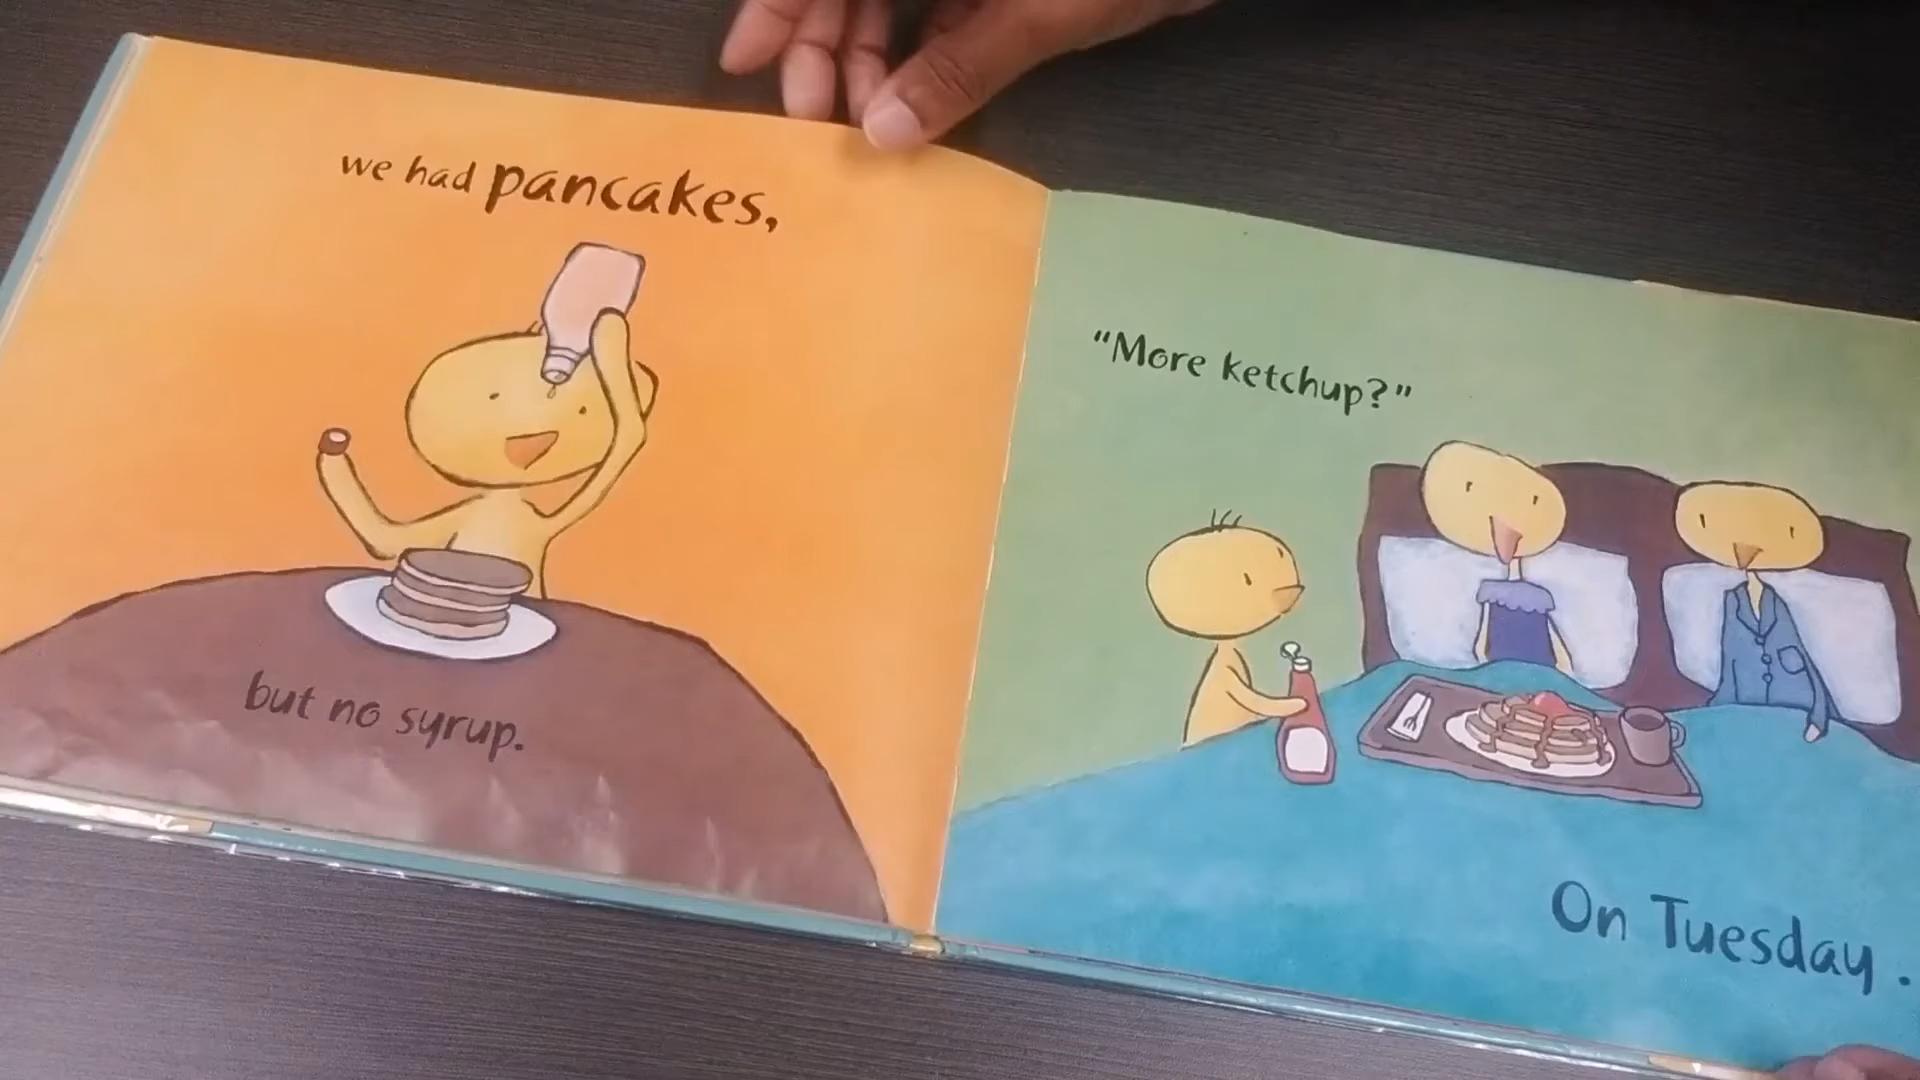 we had pancakes,
but no syrup.
"More ketchup?"
On Tuesday .